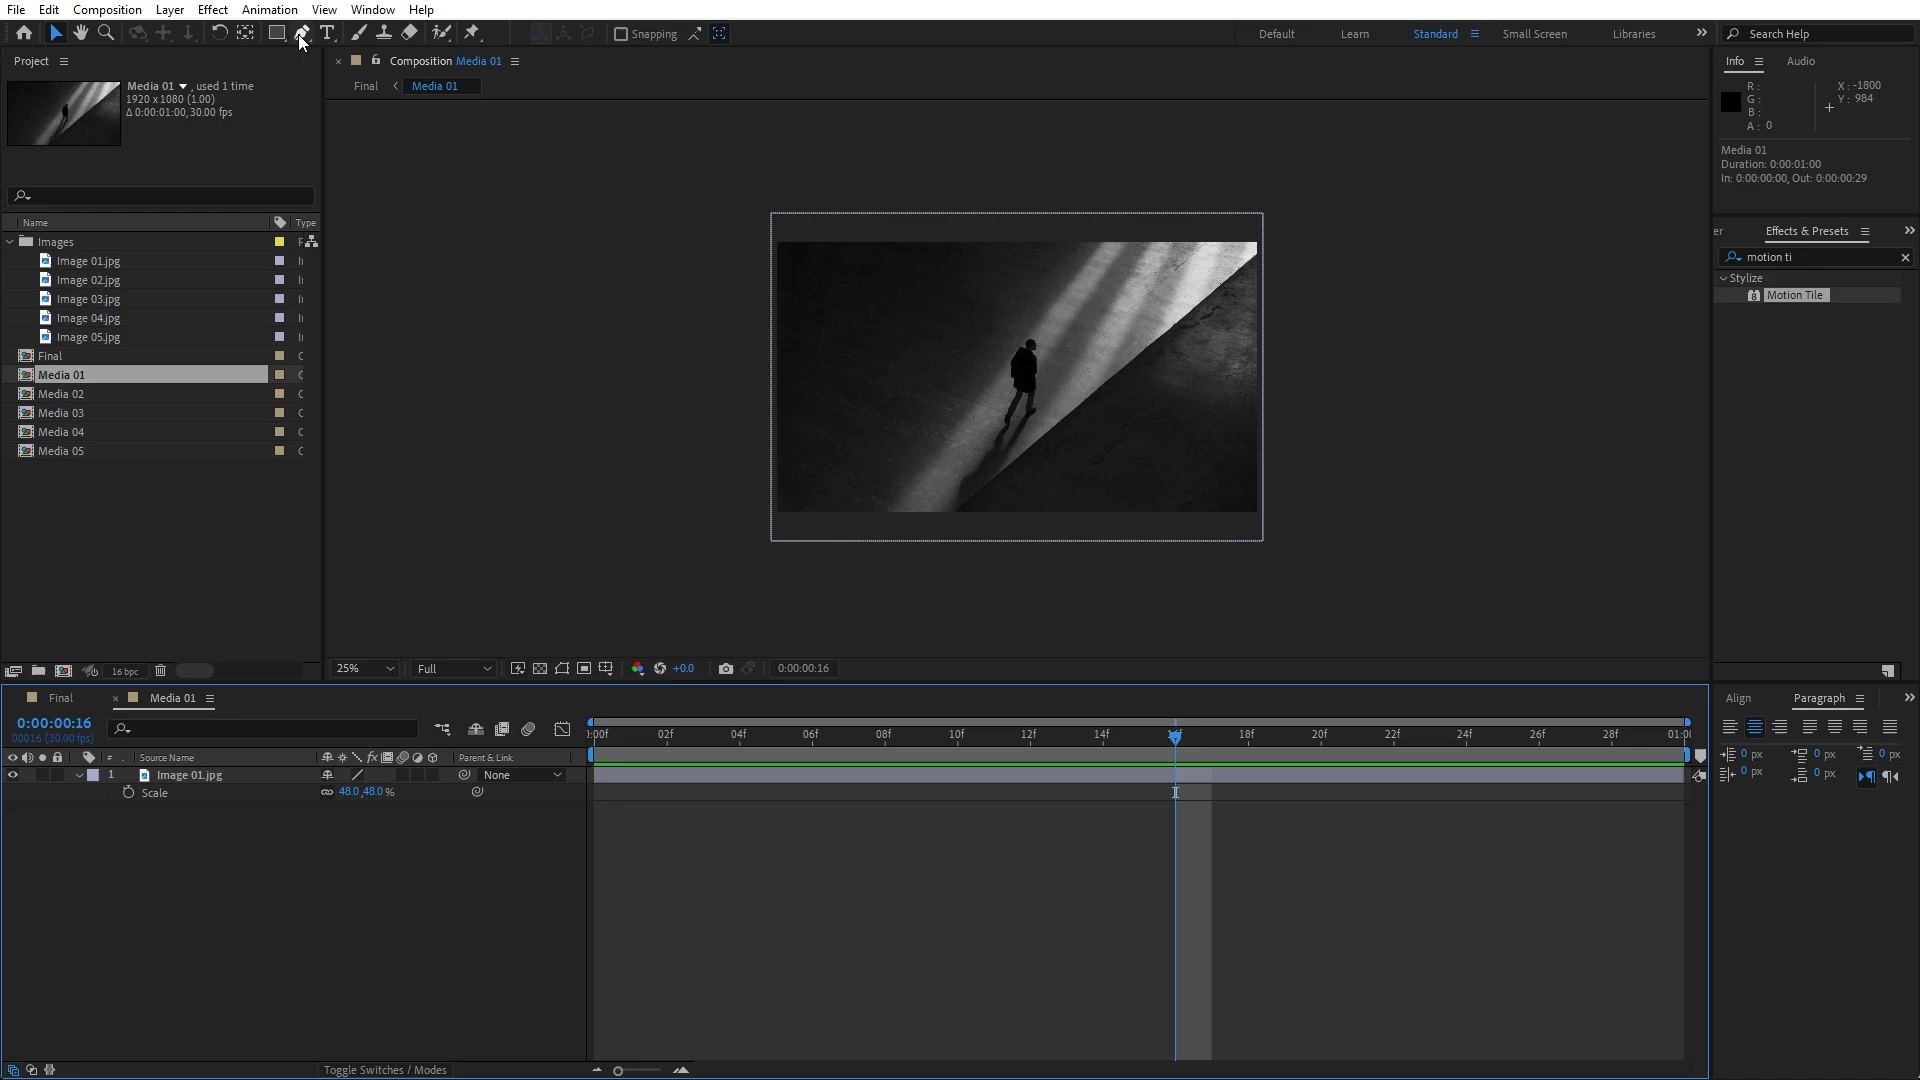 File Edit Composition Layer Effect Animation View Window Help
Snapping Default Learn Standard Small Screen Libraries Search Help
Project
Media 01 , used 1 time
1920 x 1080 (1.00)
Δ 0:00:01:00, 30.00 fps
Name Type
Images F
Image 01.jpg
Image 02.jpg
Image 03.jpg
Image 04.jpg
Image 05.jpg
Final
Media 01
Media 02
Media 03
Media 04
Media 05
16 bpc
Composition Media 01
Final Media 01
25% Full +0.0 0:00:00:16
Info Audio
R : X : -1800
G : Y : 984
B :
A : 0
Media 01
Duration: 0:00:01:00
In: 0:00:00:00, Out: 0:00:00:29
er Effects & Presets
motion ti
Stylize
Motion Tile
Final Media 01
0:00:00:16
00016 (30.00 fps)
):00f 02f 04f 06f 08f 10f 12f 14f 18f 20f 22f 24f 26f 28f 01:0
# Source Name Parent & Link
1 Image 01.jpg None
Scale 48.0,48.0 %
Toggle Switches / Modes
Align Paragraph
0 px 0 px 0 px
0 px 0 px